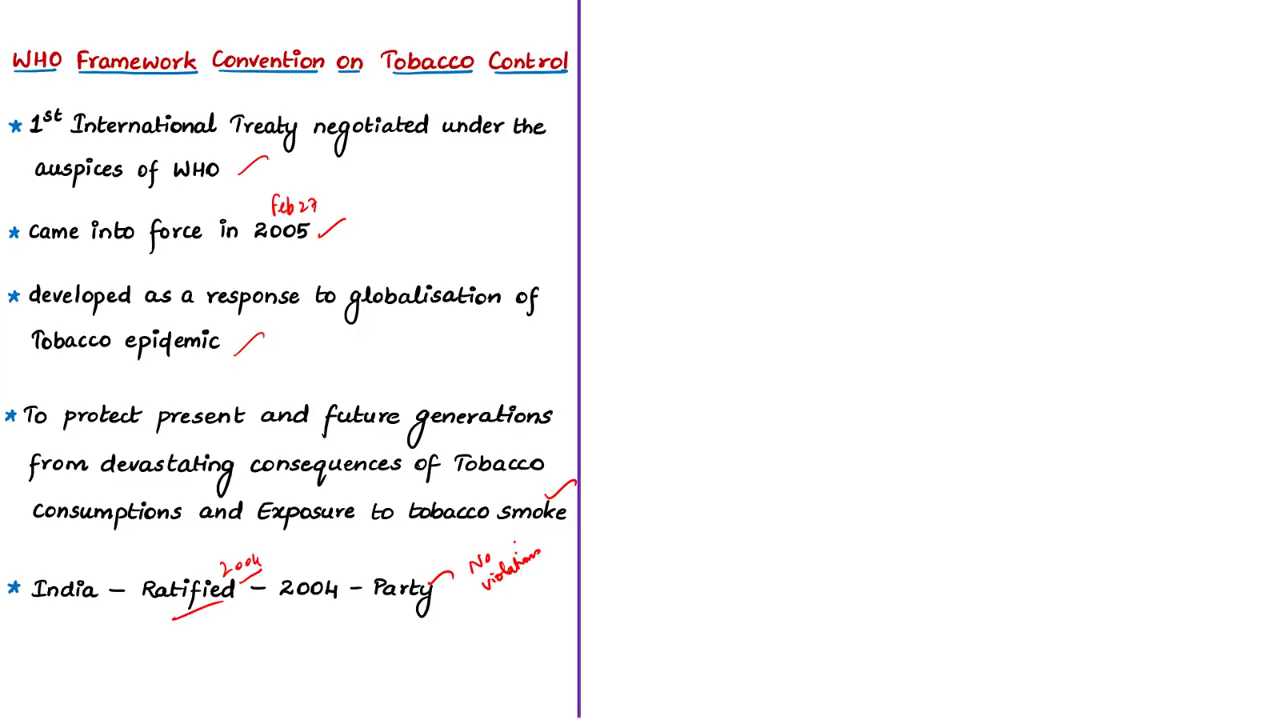 WHO Framework Convention on Tobacco Control
* 1st International Treaty negotiated under the
auspices of WHO
Feb 27
* came into force in 2005
* developed as a response to globalisation of
Tobacco epidemic
* To protect present and future generations
from devastating consequences of Tobacco
consumptions and Exposure to tobacco smoke
2004
* India - Ratified - 2004 - Party
No
violations